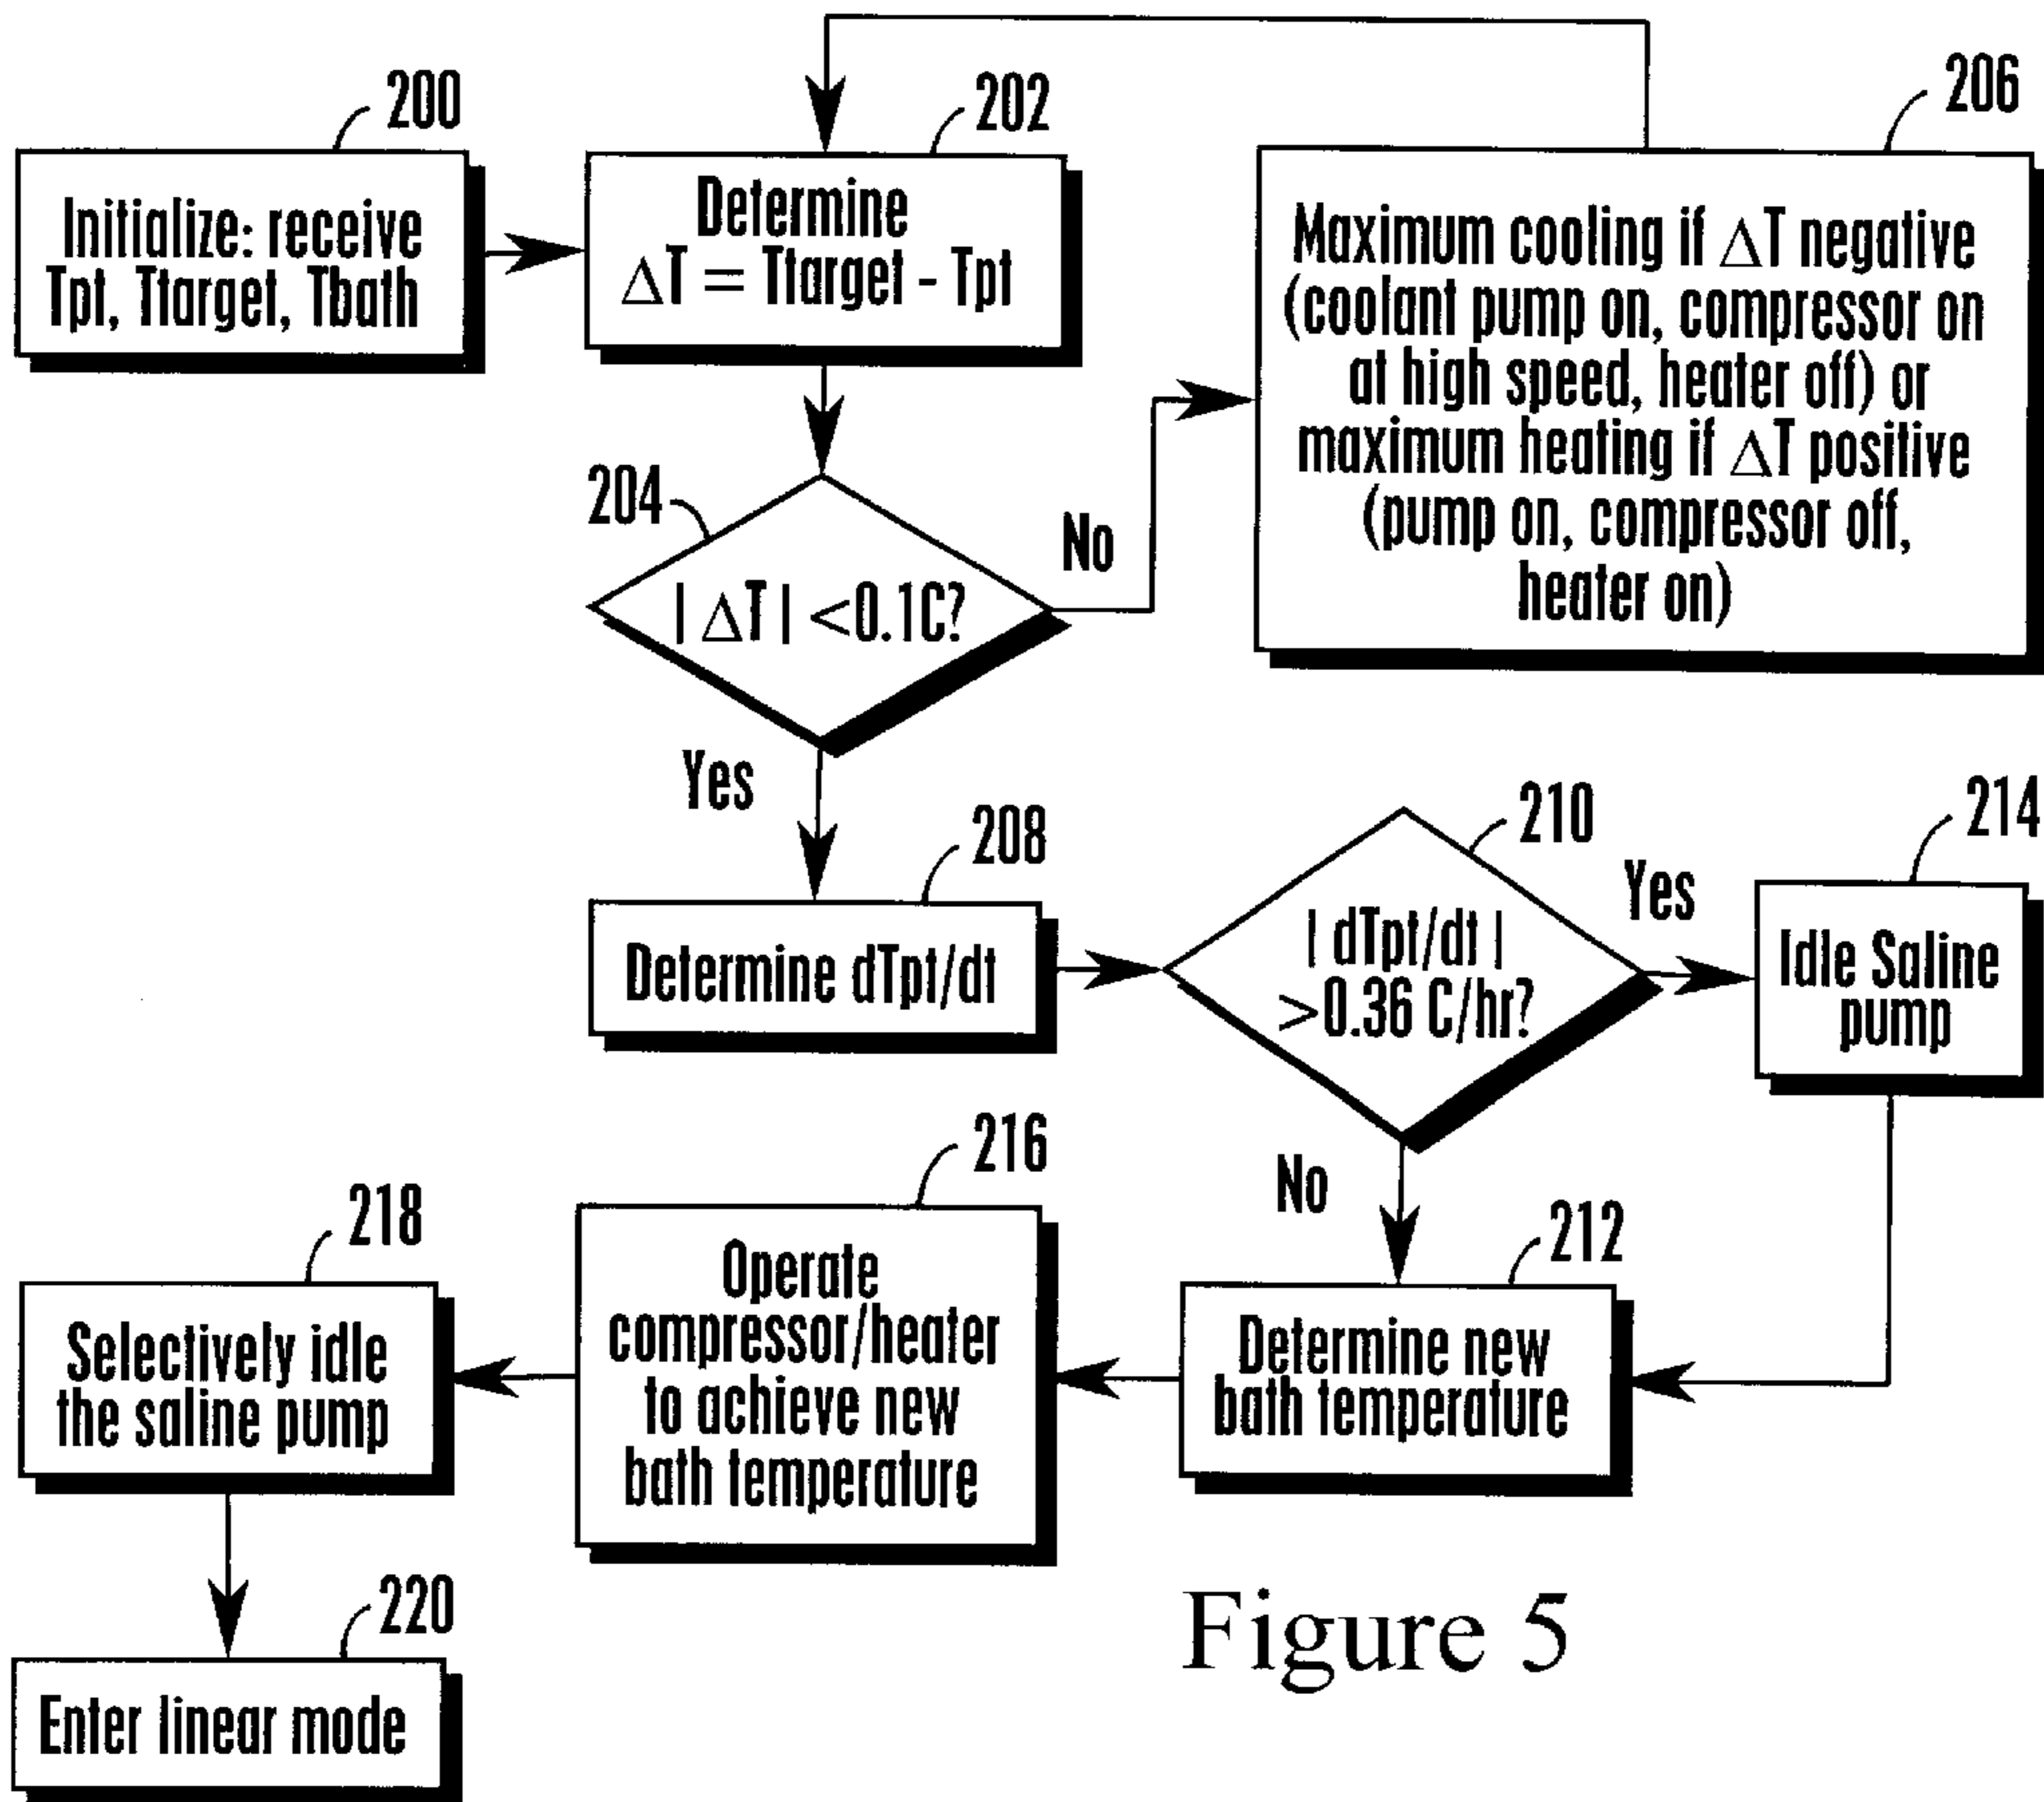 200
Initialize: receive
Tpt, Ttarget, Tbath
202
Determine
ΔT = Ttarget - Tpt
206
Maximum cooling if ΔT negative
(coolant pump on, compressor on
at high speed, heater off) or
maximum heating if ΔT positive
(pump on, compressor off,
heater on)
204
| ΔT | <0.1C?
No
Yes
208
Determine dTpt/dt
210
| dTpt/dt |
>0.36 C/hr?
Yes
No
214
Idle Saline
pump
212
Determine new
bath temperature
216
Operate
compressor/heater
to achieve new
bath temperature
218
Selectively idle
the saline pump
220
Enter linear mode
Figure 5